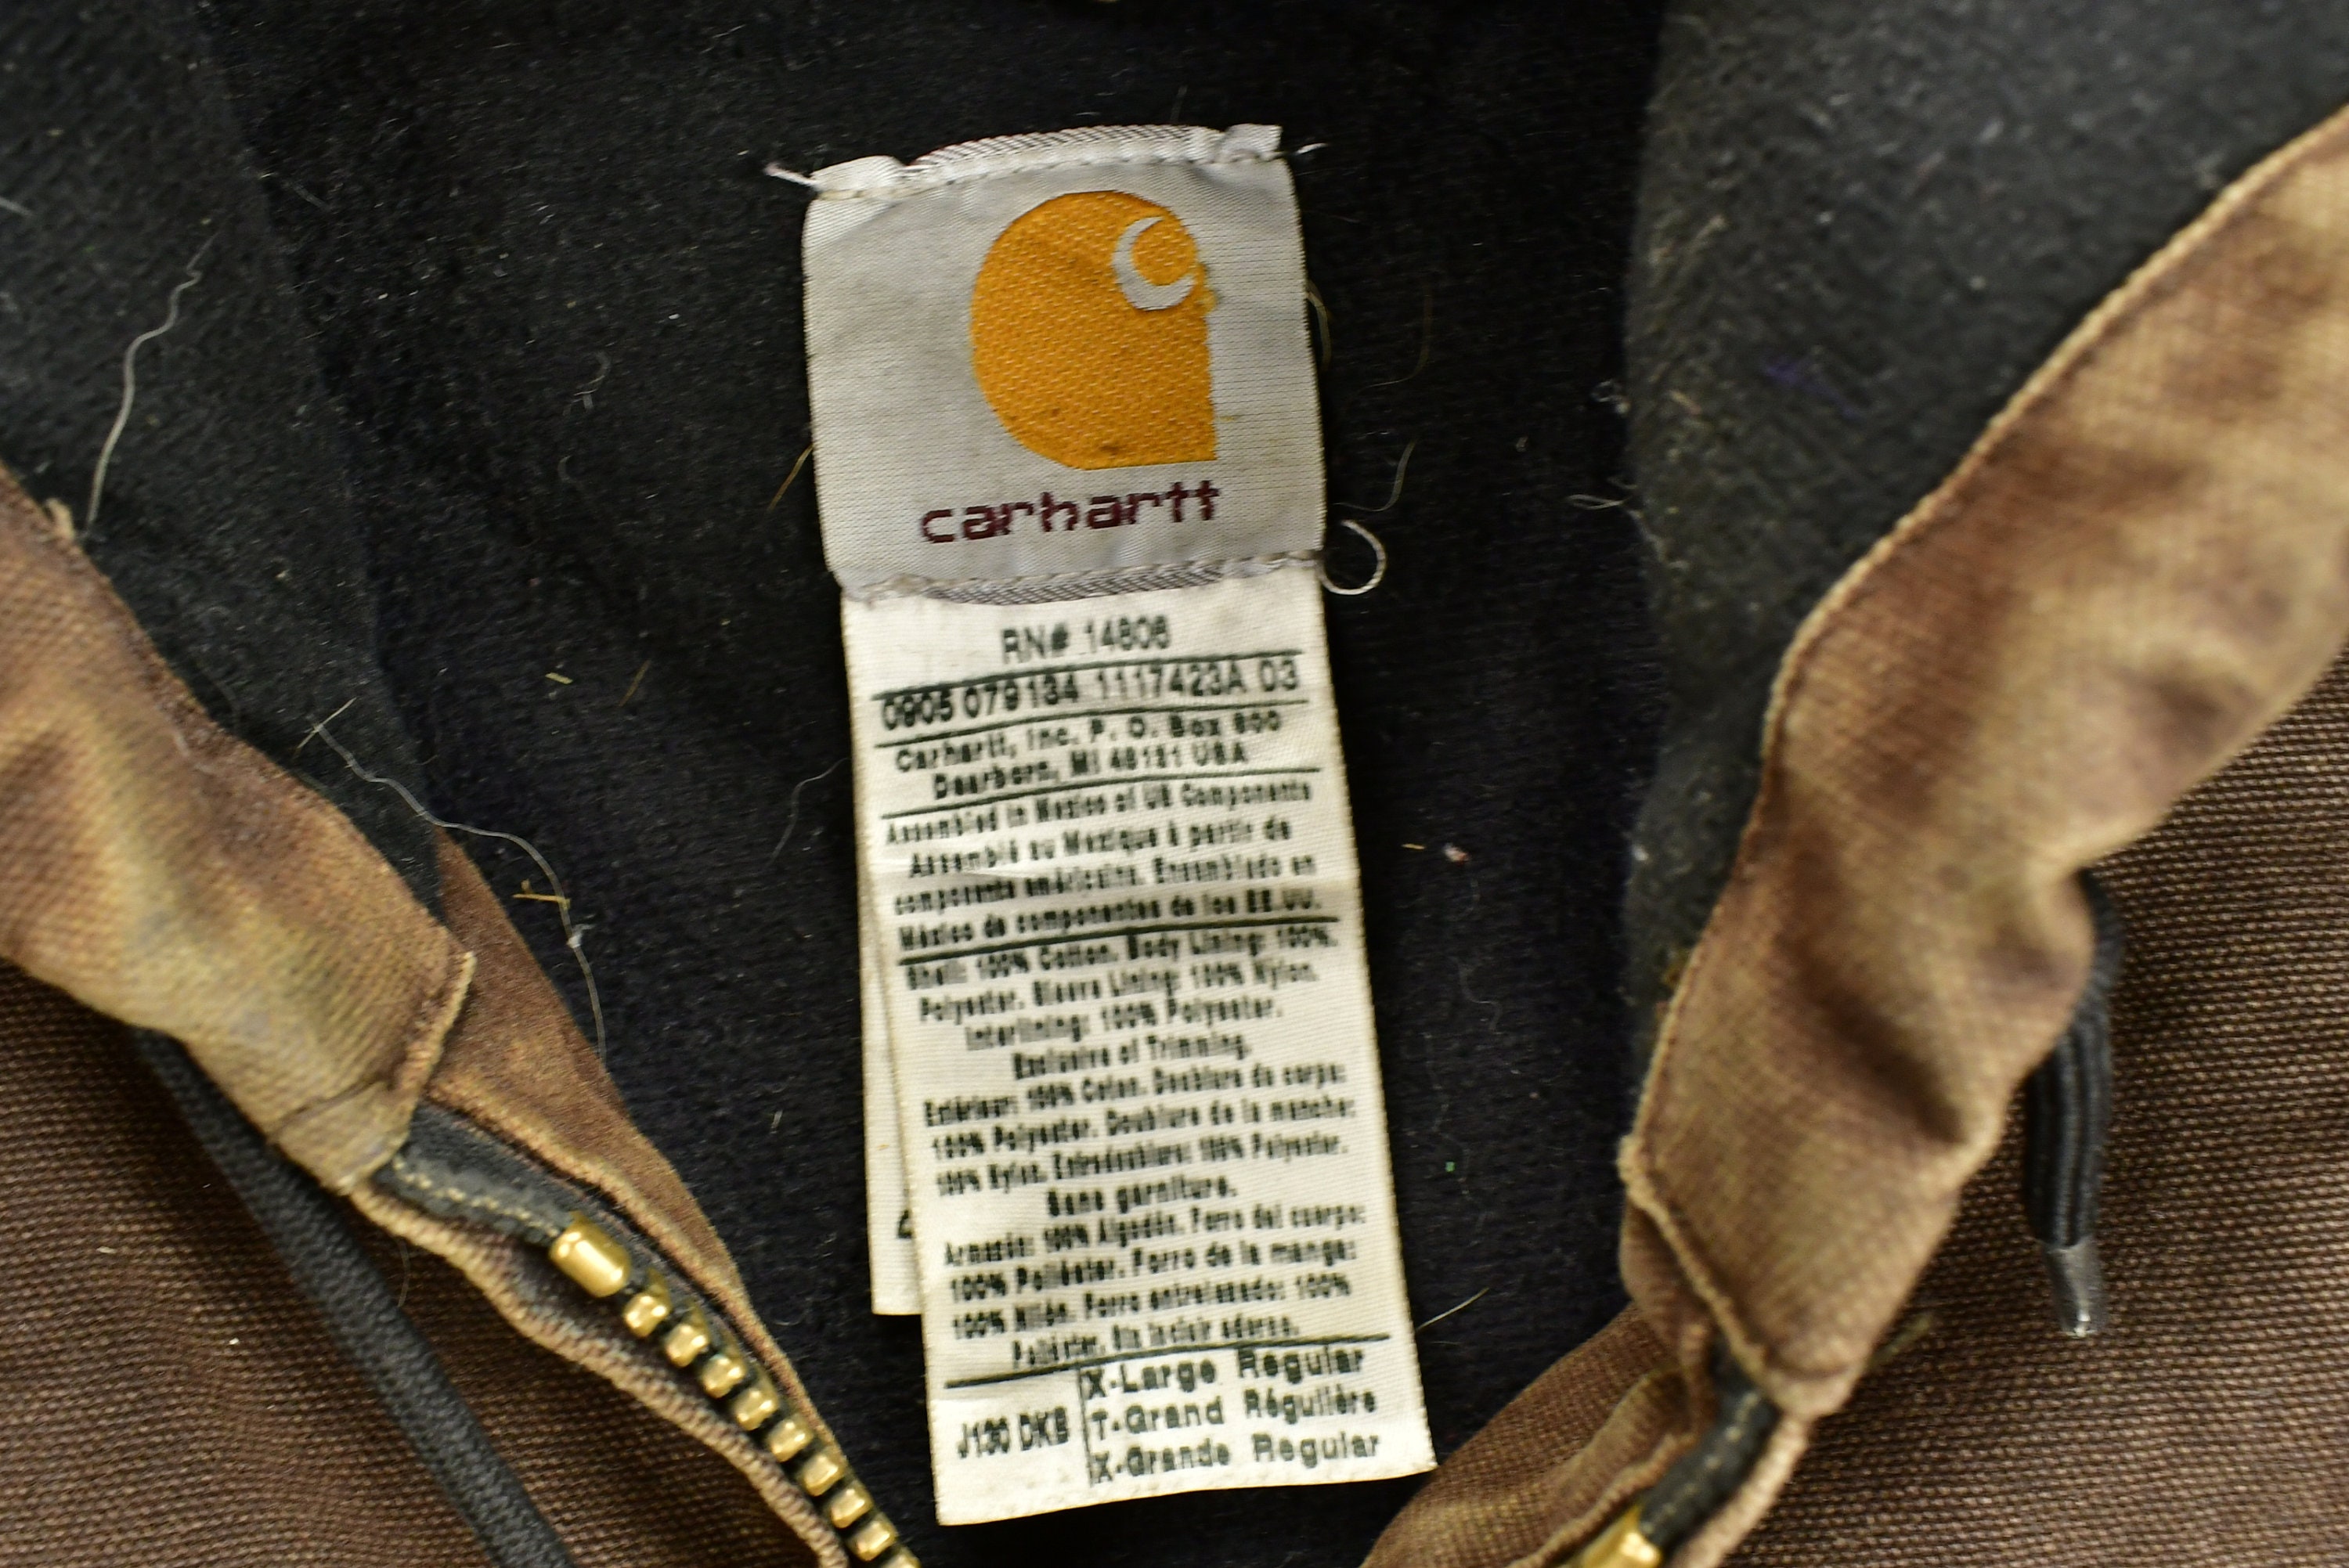 carhartt
RN# 14806
0905 079134 1117423A 03
Carhartt, Inc. P. O. Box 600
Dearborn, MI 48121 USA
Assembled in Mexico of US Components
Assemblé au Mexique à partir de
composants américains. Ensamblado en
México de componentes de los EE.UU.
Shell: 100% Cotton. Body Lining: 100%
Polyester. Sleeve Lining: 100% Nylon.
Interlining: 100% Polyester.
Exclusive of Trimming.
Extérieur: 100% Coton. Doublure de corps:
100% Polyester. Doublure de la manche:
100% Nylon. Entredoublure: 100% Polyester.
Sans garniture.
Armazón: 100% Algodón. Forro del cuerpo:
100% Poliéster. Forro de la manga:
100% Nilón. Forro entrelazado: 100%
Poliéster. Sin incluir adorno.
J130 DKB
X-Large Regular
T-Grand Régulière
X-Grande Regular